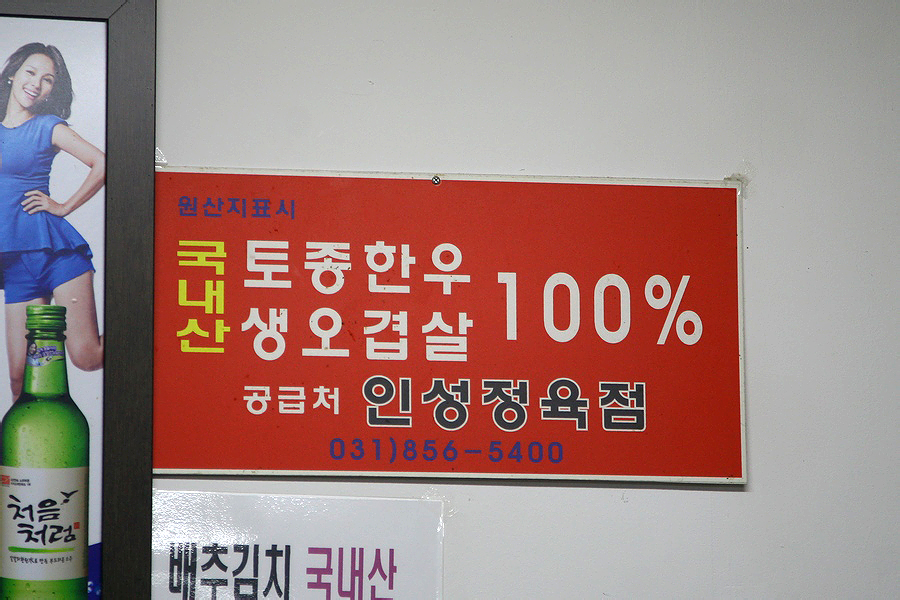 원산지표시
국내산
토종한우
생오겹살
100%
공급처 인성정육점
031)856-5400
배추김치 국내산
처음
처럼